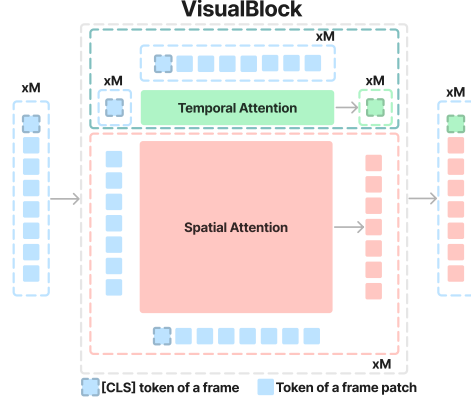 VisualBlock
xM
xM
xM
xM
xM
Temporal Attention
xM
Spatial Attention
xM
[CLS] token of a frame
Token of a frame patch